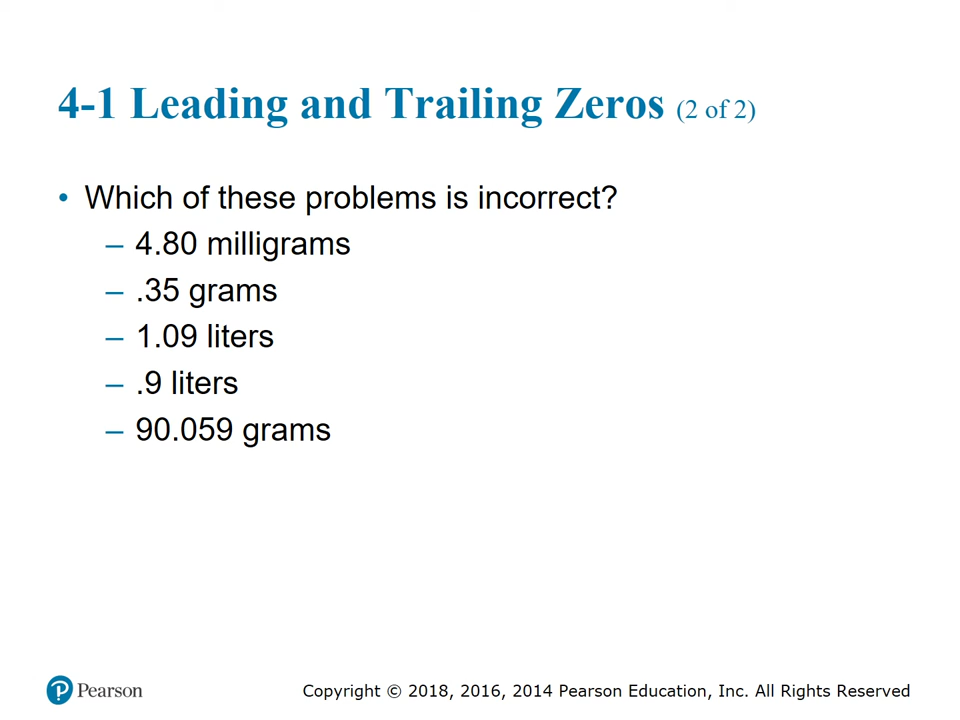 4-1 Leading and Trailing Zeros (2 of 2)
• Which of these problems is incorrect?
– 4.80 milligrams
– .35 grams
– 1.09 liters
– .9 liters
– 90.059 grams
P Pearson
Copyright © 2018, 2016, 2014 Pearson Education, Inc. All Rights Reserved